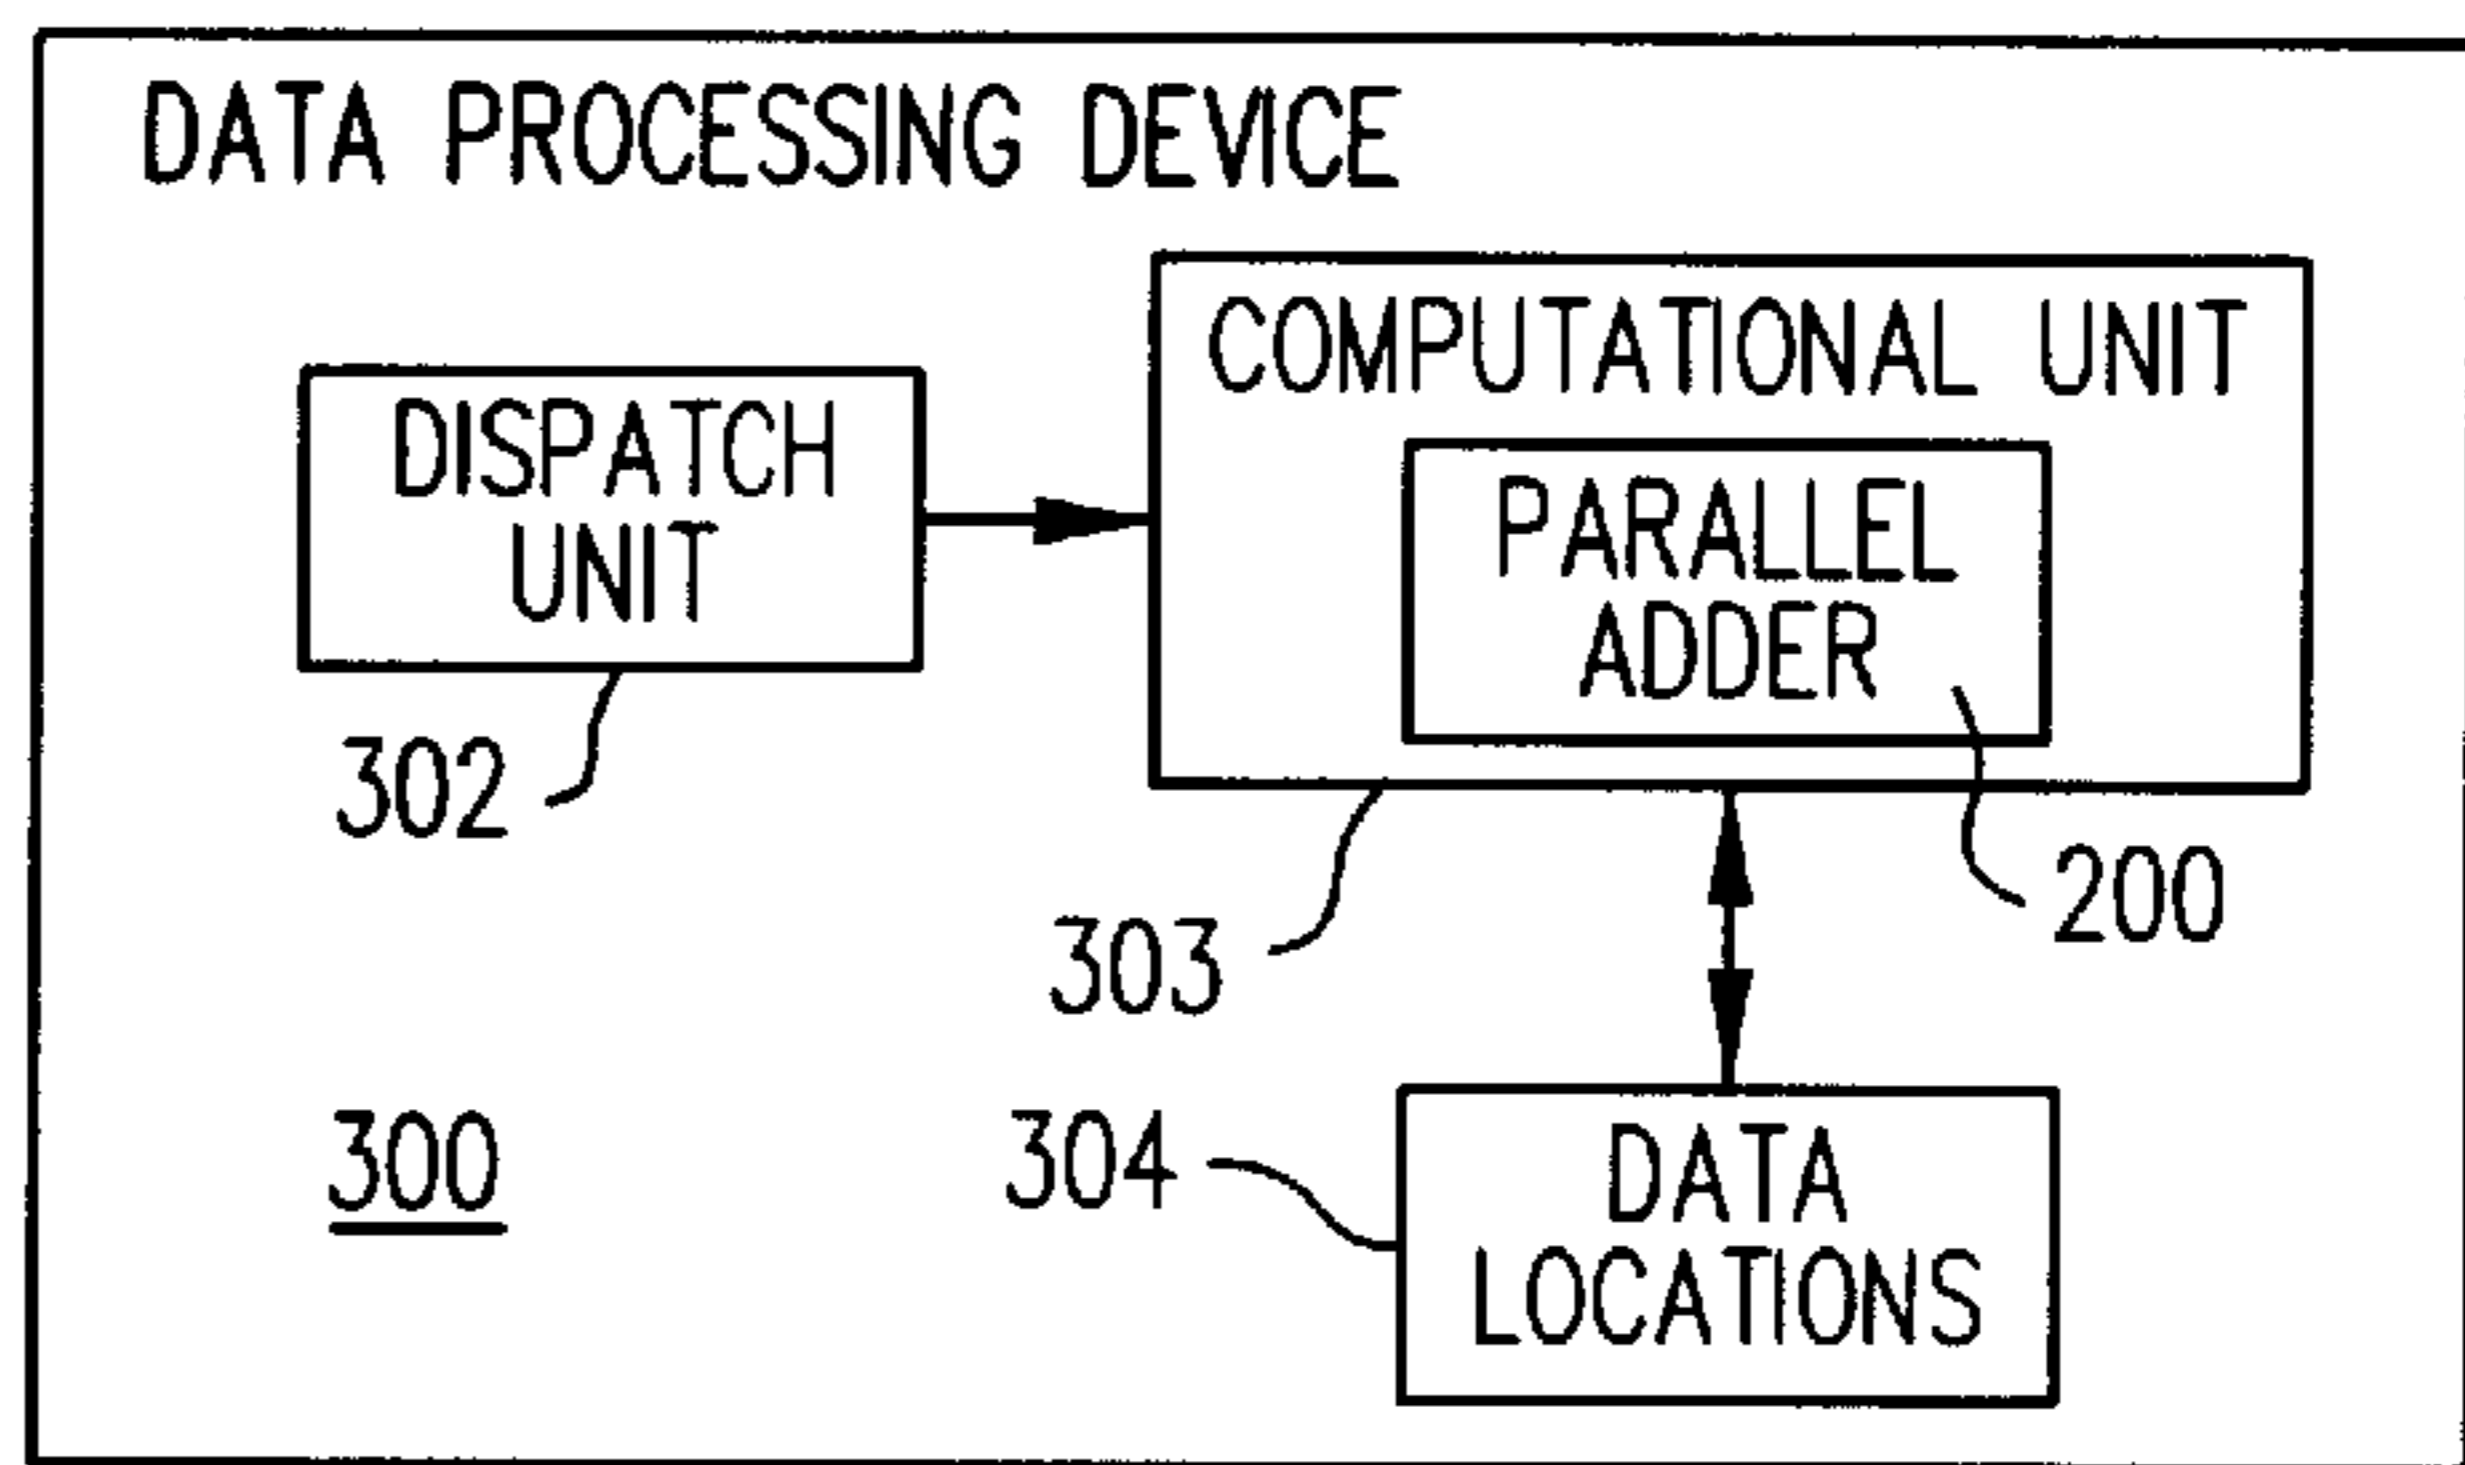 DATA PROCESSING DEVICE
COMPUTATIONAL UNIT
DISPATCH
UNIT
PARALLEL
ADDER
302
200
303
300
304
DATA
LOCATIONS